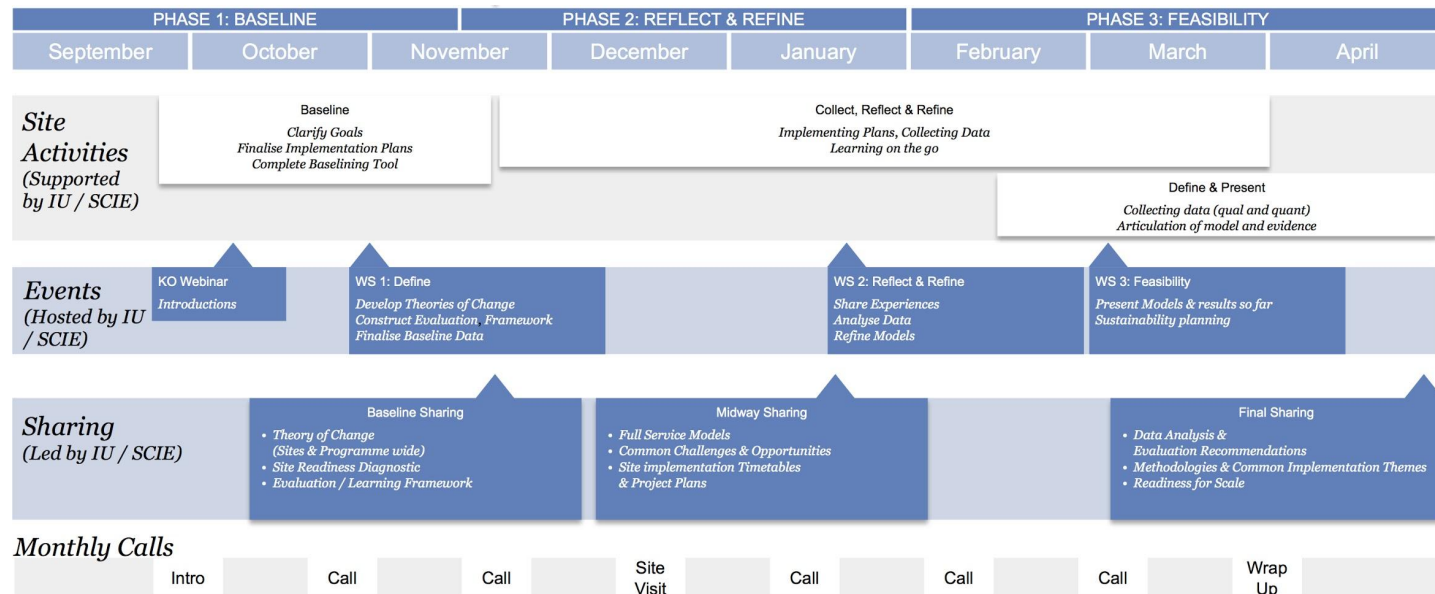 PHASE 1: BASELINE
PHASE 2: REFLECT & REFINE
PHASE 3: FEASIBILITY
September
October
November
December
January
February
March
April
Site
Activities
(Supported
by IU / SCIE)
Baseline
Clarify Goals
Finalise Implementation Plans
Complete Baselining Tool
Collect, Reflect & Refine
Implementing Plans, Collecting Data
Learning on the go
Define & Present
Collecting data (qual and quant)
Articulation of model and evidence
Events
(Hosted by IU
/ SCIE)
KO Webinar
Introductions
WS 1: Define
Develop Theories of Change
Construct Evaluation, Framework
Finalise Baseline Data
WS 2: Reflect & Refine
Share Experiences
Analyse Data
Refine Models
WS 3: Feasibility
Present Models & results so far
Sustainability planning
Sharing
(Led by IU / SCIE)
Baseline Sharing
• Theory of Change
(Sites & Programme wide)
• Site Readiness Diagnostic
• Evaluation / Learning Framework
Midway Sharing
• Full Service Models
• Common Challenges & Opportunities
• Site implementation Timetables
& Project Plans
Final Sharing
• Data Analysis &
Evaluation Recommendations
• Methodologies & Common Implementation Themes
• Readiness for Scale
Monthly Calls
Intro
Call
Call
Site
Visit
Call
Call
Call
Wrap
Up